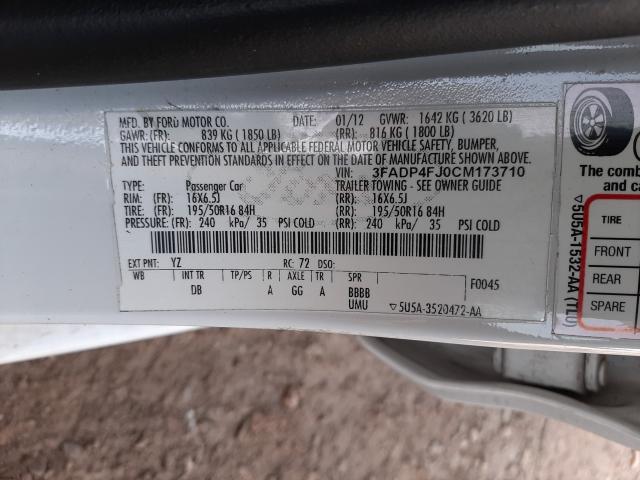 MFD. BY FORD MOTOR CO. DATE: 01/12 GVWR: 1642 KG ( 3620 LB)
GAWR: (FR): 839 KG ( 1850 LB) (RR): 816 KG ( 1800 LB)
THIS VEHICLE CONFORMS TO ALL APPLICABLE FEDERAL MOTOR VEHICLE SAFETY, BUMPER,
AND THEFT PREVENTION STANDARDS IN EFFECT ON THE DATE OF MANUFACTURE SHOWN ABOVE.
VIN: 3FADP4FJ0CM173710
TYPE: Passenger Car TRAILER TOWING - SEE OWNER GUIDE
RIM: (FR) 16X6.5J (RR): 16X6.5J
TIRE: (FR) 195/50R16 84H (RR): 195/50R16 84H
PRESSURE: (FR): 240 kPa/ 35 PSI COLD (RR): 240 kPa/ 35 PSI COLD
EXT PNT: YZ RC: 72 DSO:
WB INT TR TP/PS R AXLE TR SPR F0045
DB A GG A BBBB
UMU ▽5U5A-3520472-AA
The comb
▽5U5A-1532-AA (TLU)
TIRE
FRONT
REAR
SPARE